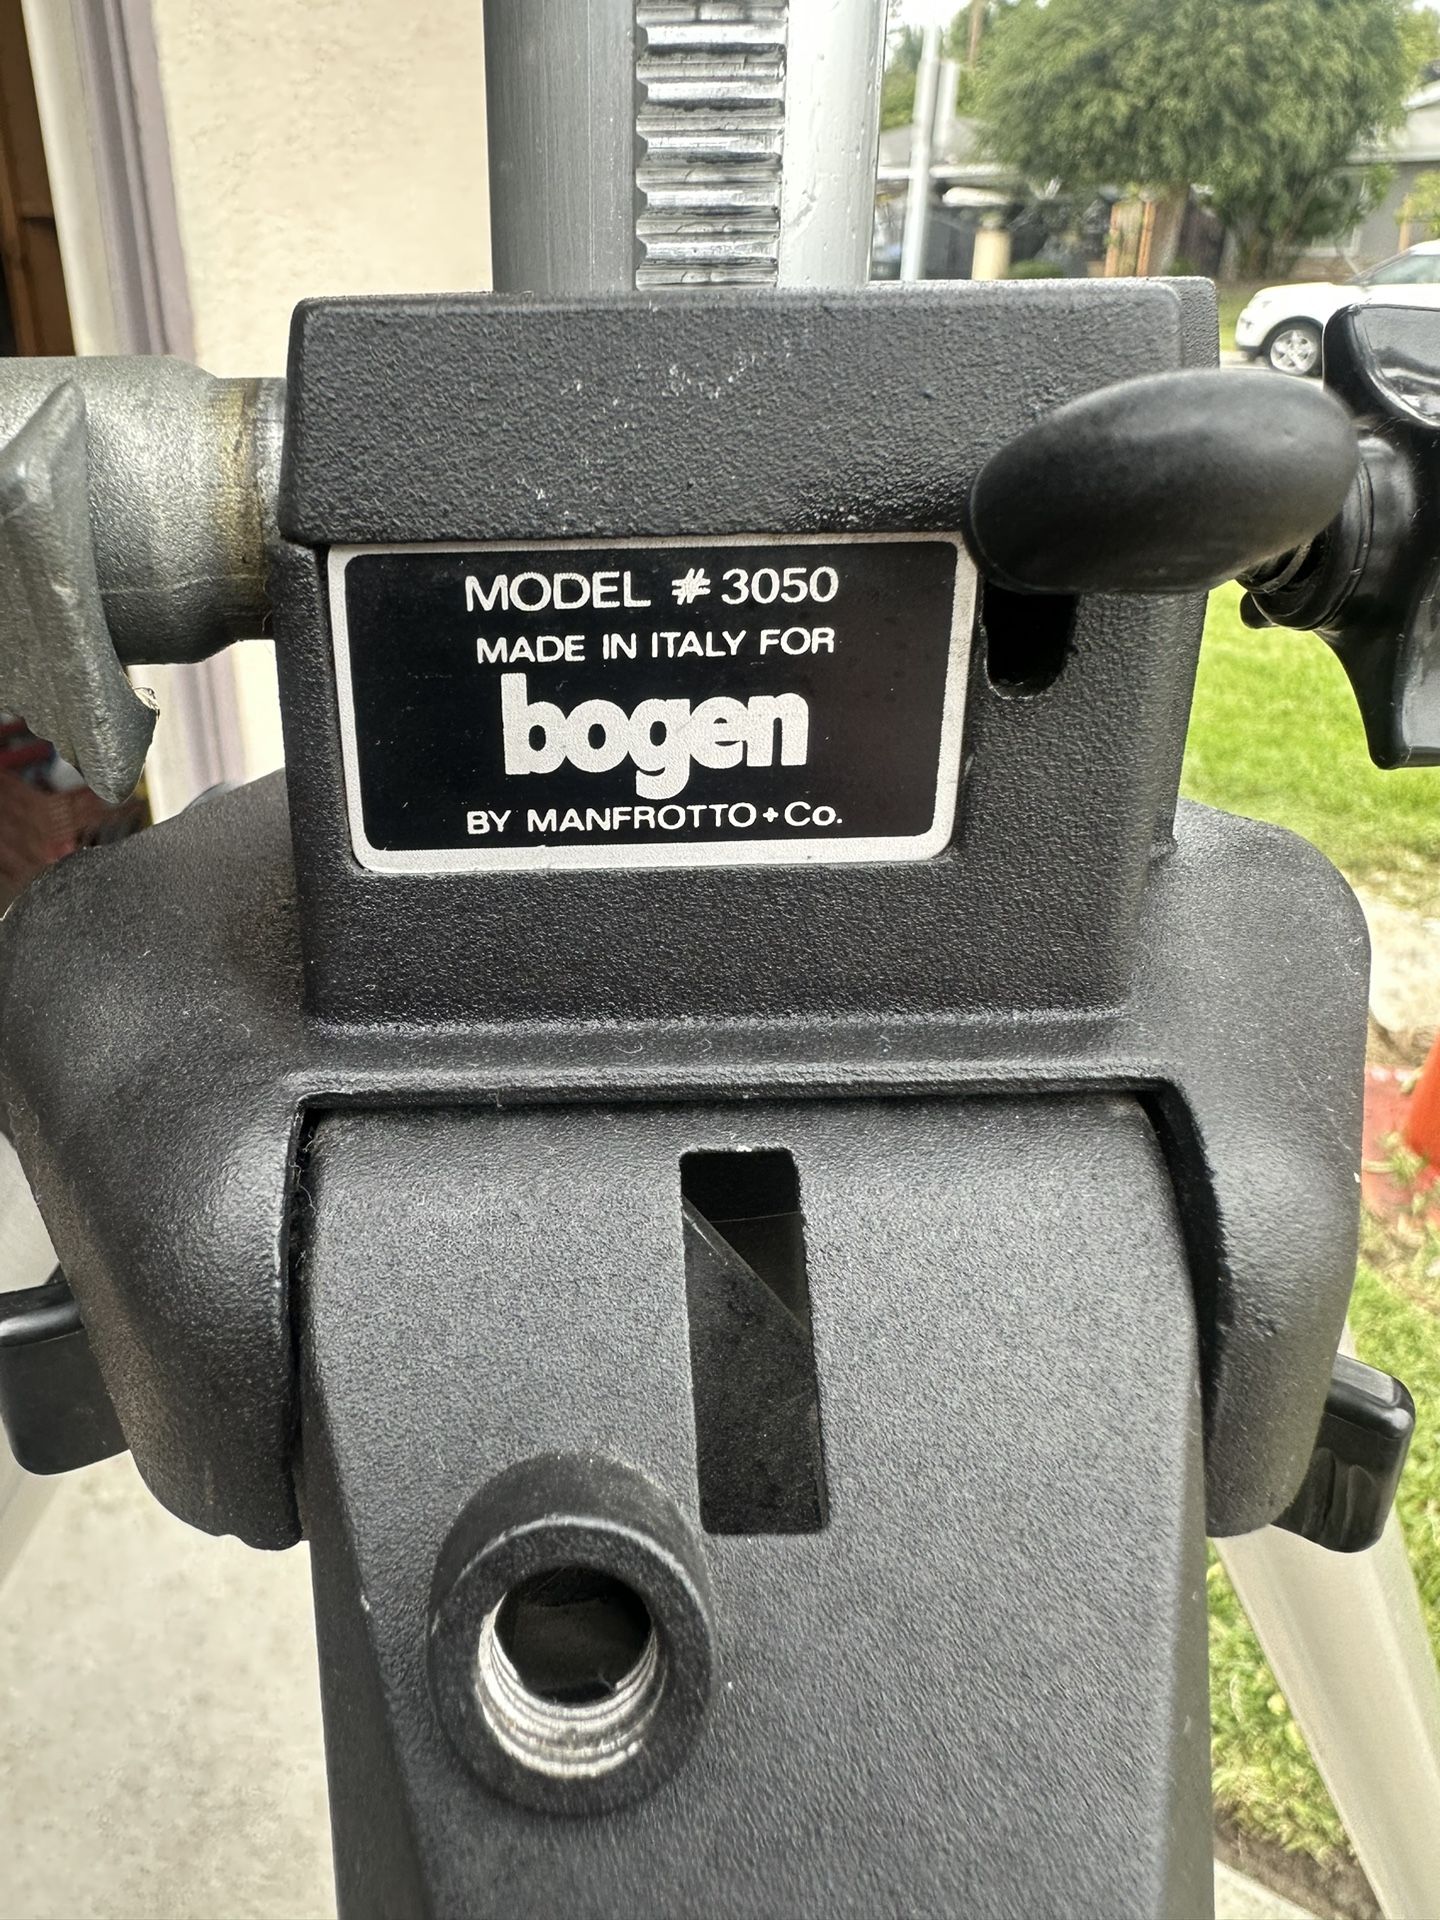 MODEL #3050
MADE IN ITALY FOR
bogen
BY MANFROTTO+Co.